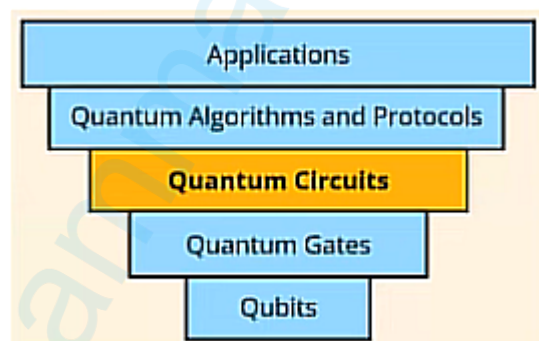 Applications
Quantum Algorithms and Protocols
Quantum Circuits
Quantum Gates
Qubits